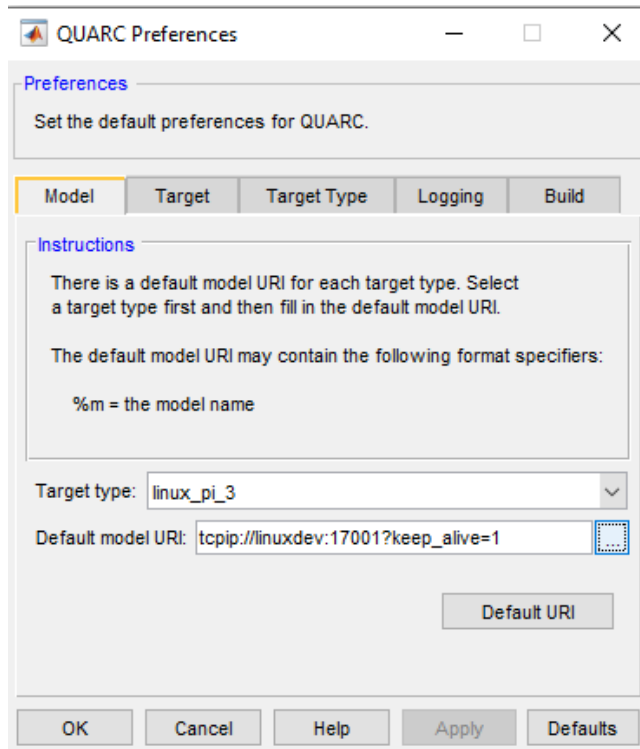 QUARC Preferences
Preferences
Set the default preferences for QUARC.
Model Target Target Type Logging Build
Instructions
There is a default model URI for each target type. Select
a target type first and then fill in the default model URI.
The default model URI may contain the following format specifiers:
%m = the model name
Target type: linux_pi_3
Default model URI: tcpip://linuxdev:17001?keep_alive=1 ...
Default URI
OK Cancel Help Apply Defaults